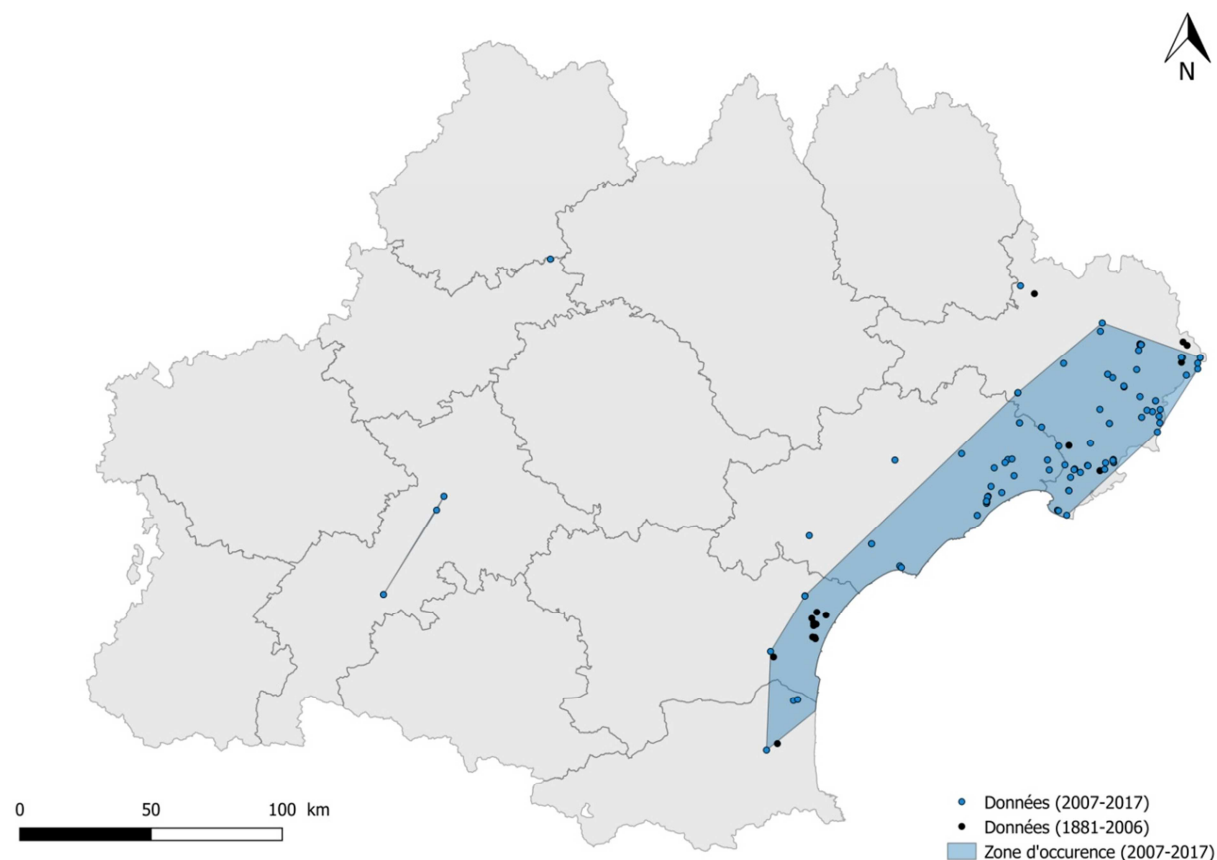 N
0 50 100 km
Données (2007-2017)
Données (1881-2006)
Zone d'occurence (2007-2017)